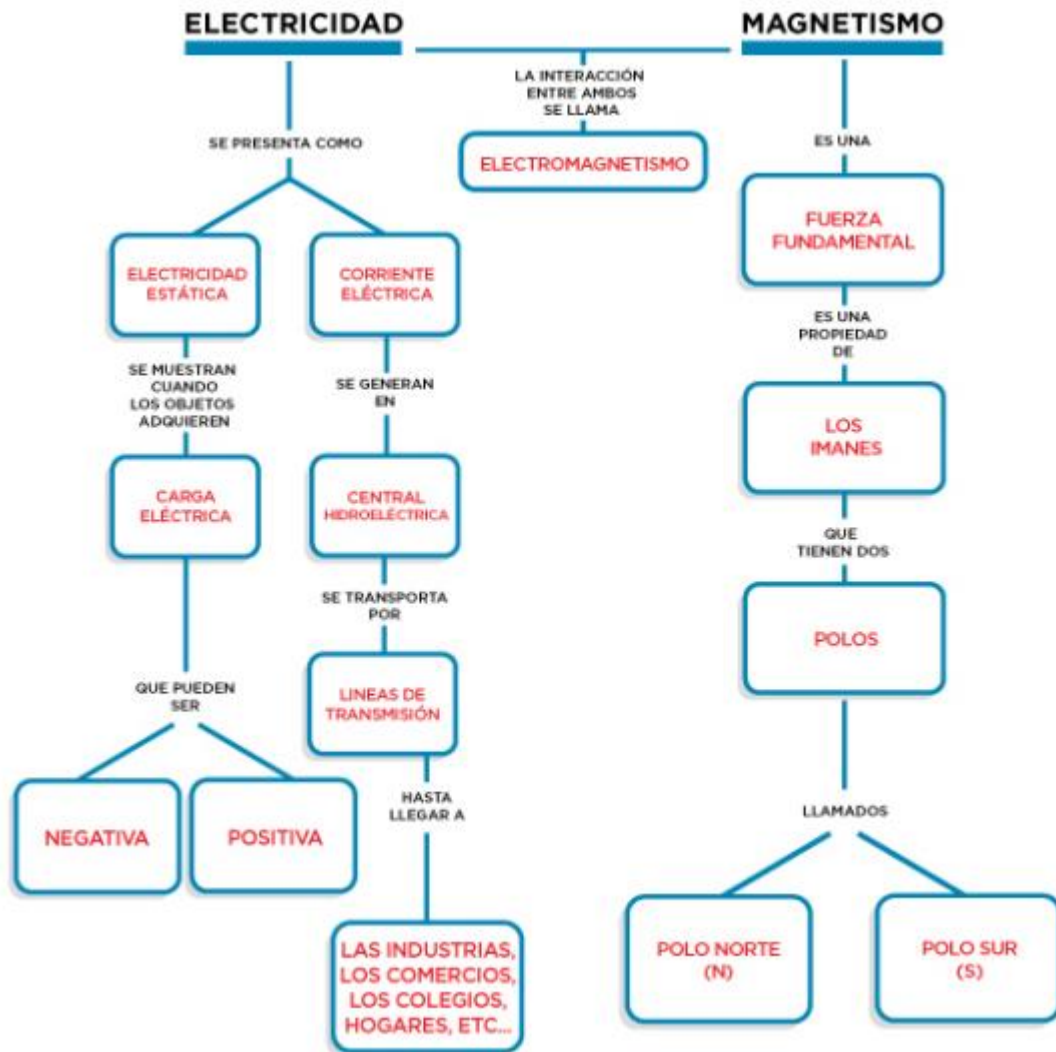 ELECTRICIDAD
MAGNETISMO
LA INTERACCIÓN
ENTRE AMBOS
SE LLAMA
ELECTROMAGNETISMO
SE PRESENTA COMO
ELECTRICIDAD
ESTÁTICA
CORRIENTE
ELÉCTRICA
SE MUESTRAN
CUANDO
LOS OBJETOS
ADQUIEREN
SE GENERAN
EN
CARGA
ELÉCTRICA
CENTRAL
HIDROELÉCTRICA
SE TRANSPORTA
POR
QUE PUEDEN
SER
LINEAS DE
TRANSMISIÓN
NEGATIVA
POSITIVA
HASTA
LLEGAR A
LAS INDUSTRIAS,
LOS COMERCIOS,
LOS COLEGIOS,
HOGARES, ETC...
ES UNA
FUERZA
FUNDAMENTAL
ES UNA
PROPIEDAD
DE
LOS
IMANES
QUE
TIENEN DOS
POLOS
LLAMADOS
POLO NORTE
(N)
POLO SUR
(S)